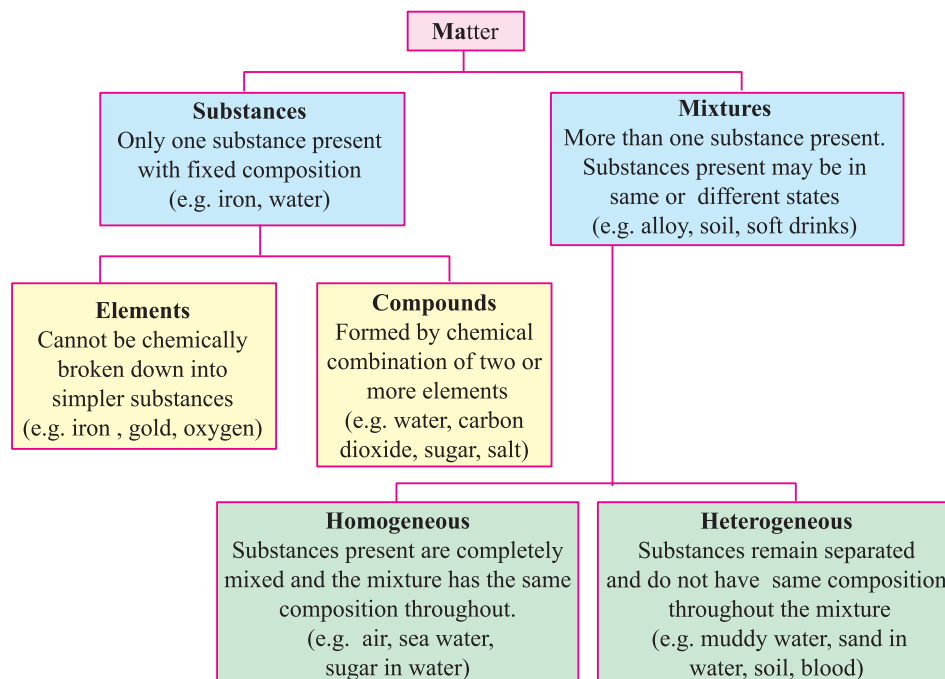 Matter
Substances
Only one substance present
with fixed composition
(e.g. iron, water)
Mixtures
More than one substance present.
Substances present may be in
same or different states
(e.g. alloy, soil, soft drinks)
Elements
Cannot be chemically
broken down into
simpler substances
(e.g. iron , gold, oxygen)
Compounds
Formed by chemical
combination of two or
more elements
(e.g. water, carbon
dioxide, sugar, salt)
Homogeneous
Substances present are completely
mixed and the mixture has the same
composition throughout.
(e.g. air, sea water,
sugar in water)
Heterogeneous
Substances remain separated
and do not have same composition
throughout the mixture
(e.g. muddy water, sand in
water, soil, blood)